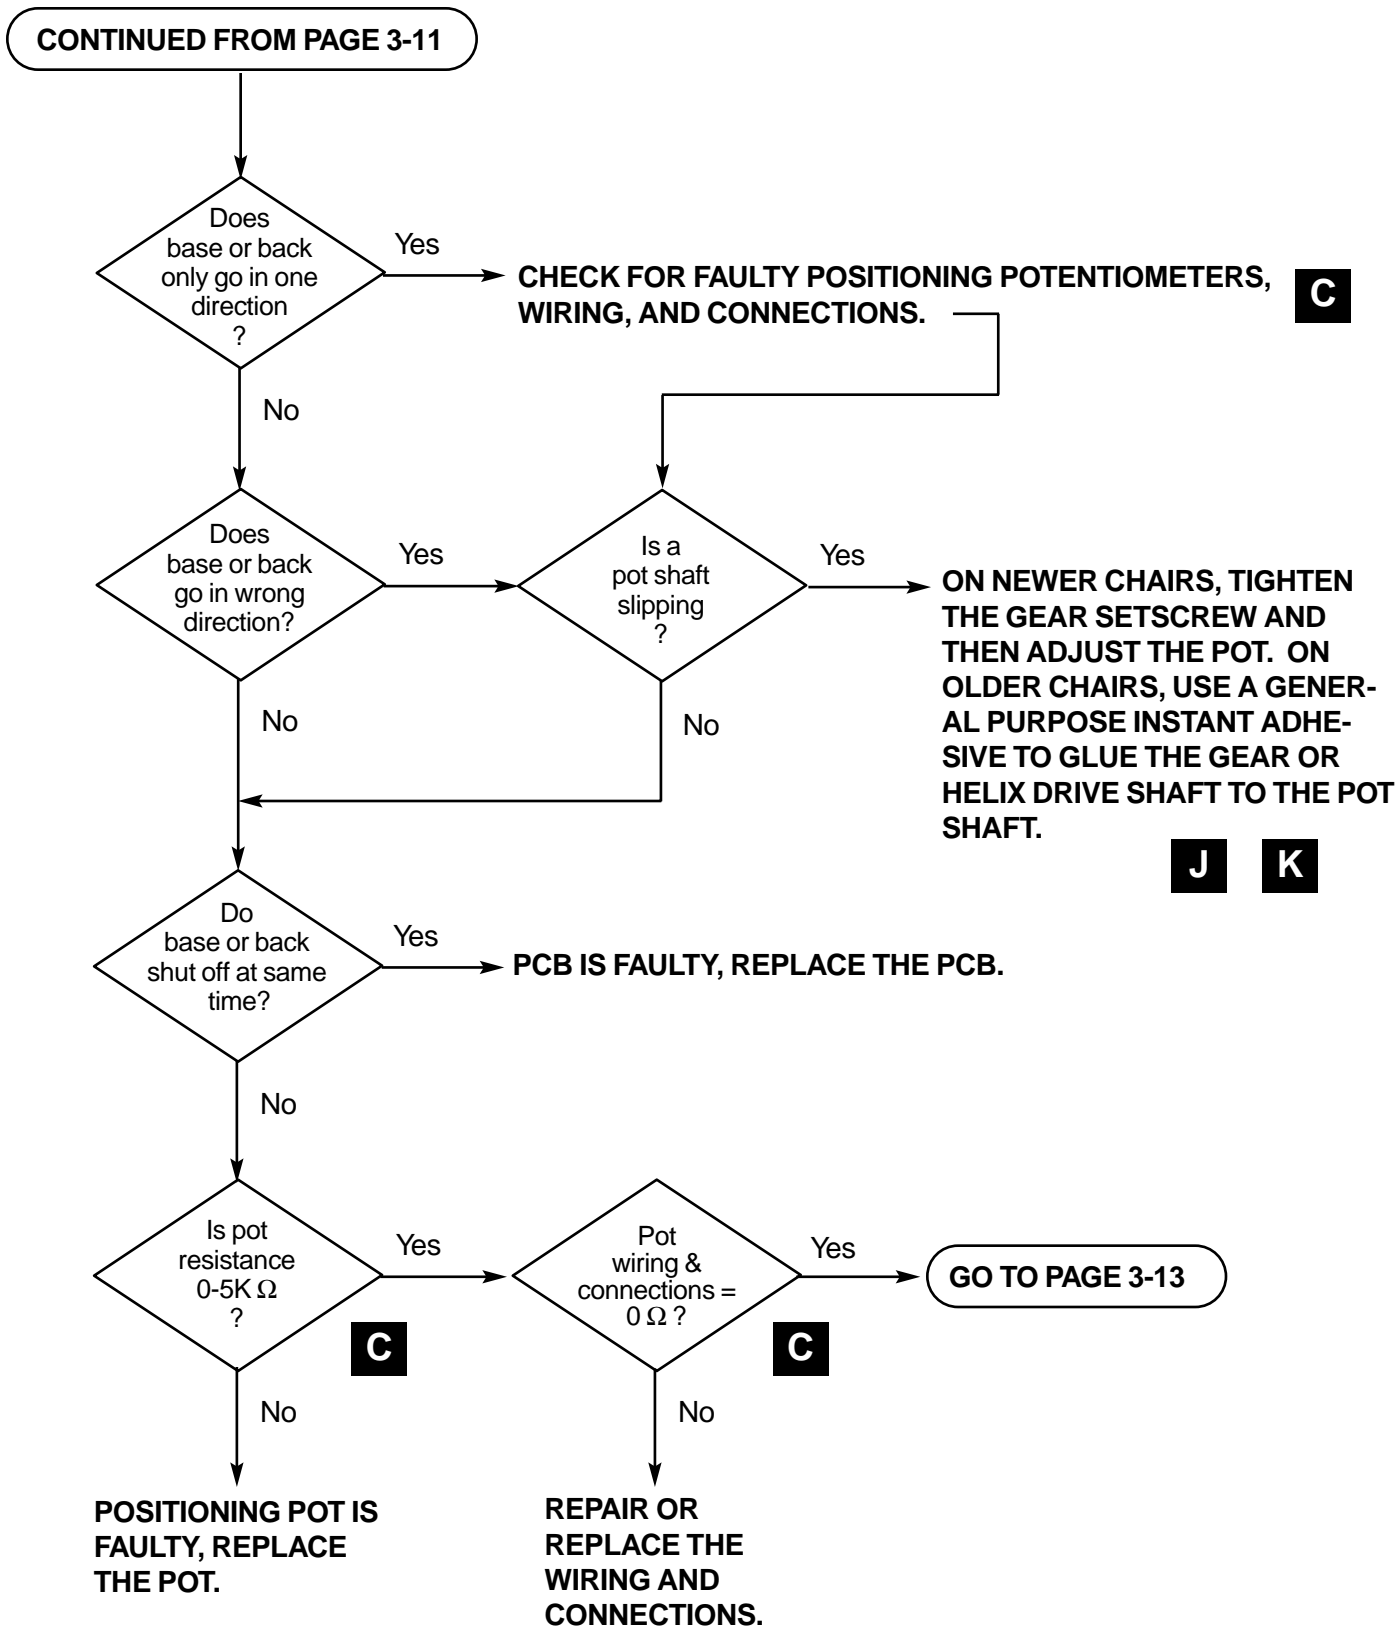 CONTINUED FROM PAGE 3-11
Does
base or back
only go in one
direction
?
Yes
CHECK FOR FAULTY POSITIONING POTENTIOMETERS,
WIRING, AND CONNECTIONS.
C
No
Does
base or back
go in wrong
direction?
Yes
Is a
pot shaft
slipping
?
Yes
ON NEWER CHAIRS, TIGHTEN
THE GEAR SETSCREW AND
THEN ADJUST THE POT.  ON
OLDER CHAIRS, USE A GENER-
AL PURPOSE INSTANT ADHE-
SIVE TO GLUE THE GEAR OR
HELIX DRIVE SHAFT TO THE POT
SHAFT.
J
K
No
No
Do
base or back
shut off at same
time?
Yes
PCB IS FAULTY, REPLACE THE PCB.
No
Is pot
resistance
0-5K Ω
?
Yes
C
Pot
wiring &
connections =
0 Ω ?
Yes
C
GO TO PAGE 3-13
No
POSITIONING POT IS
FAULTY, REPLACE
THE POT.
No
REPAIR OR
REPLACE THE
WIRING AND
CONNECTIONS.